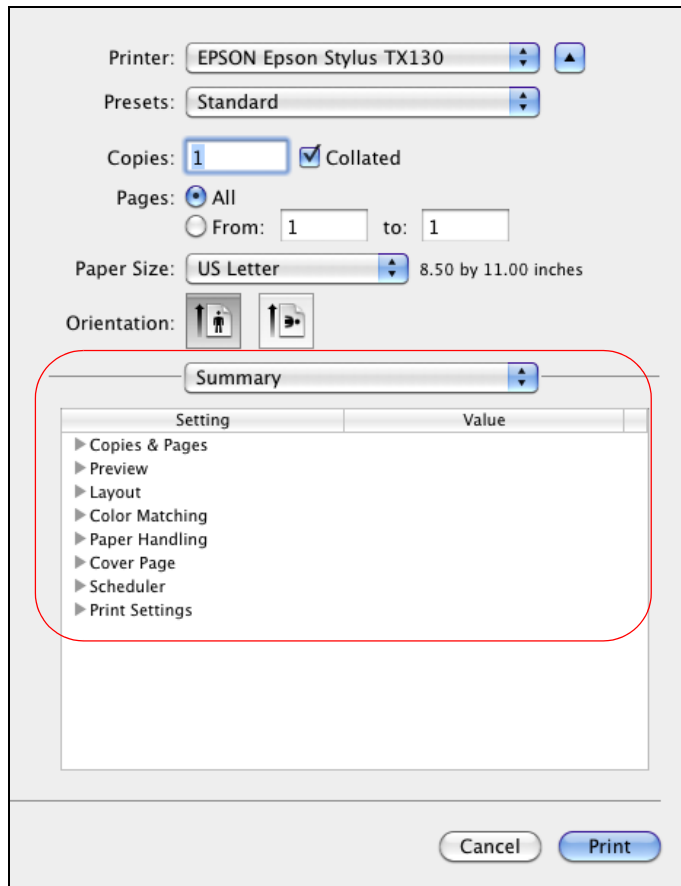 Printer: EPSON Epson Stylus TX130
Presets: Standard
Copies: 1 Collated
Pages: All
From: 1 to: 1
Paper Size: US Letter 8.50 by 11.00 inches
Orientation:
Summary
Setting Value
Copies & Pages
Preview
Layout
Color Matching
Paper Handling
Cover Page
Scheduler
Print Settings
Cancel Print